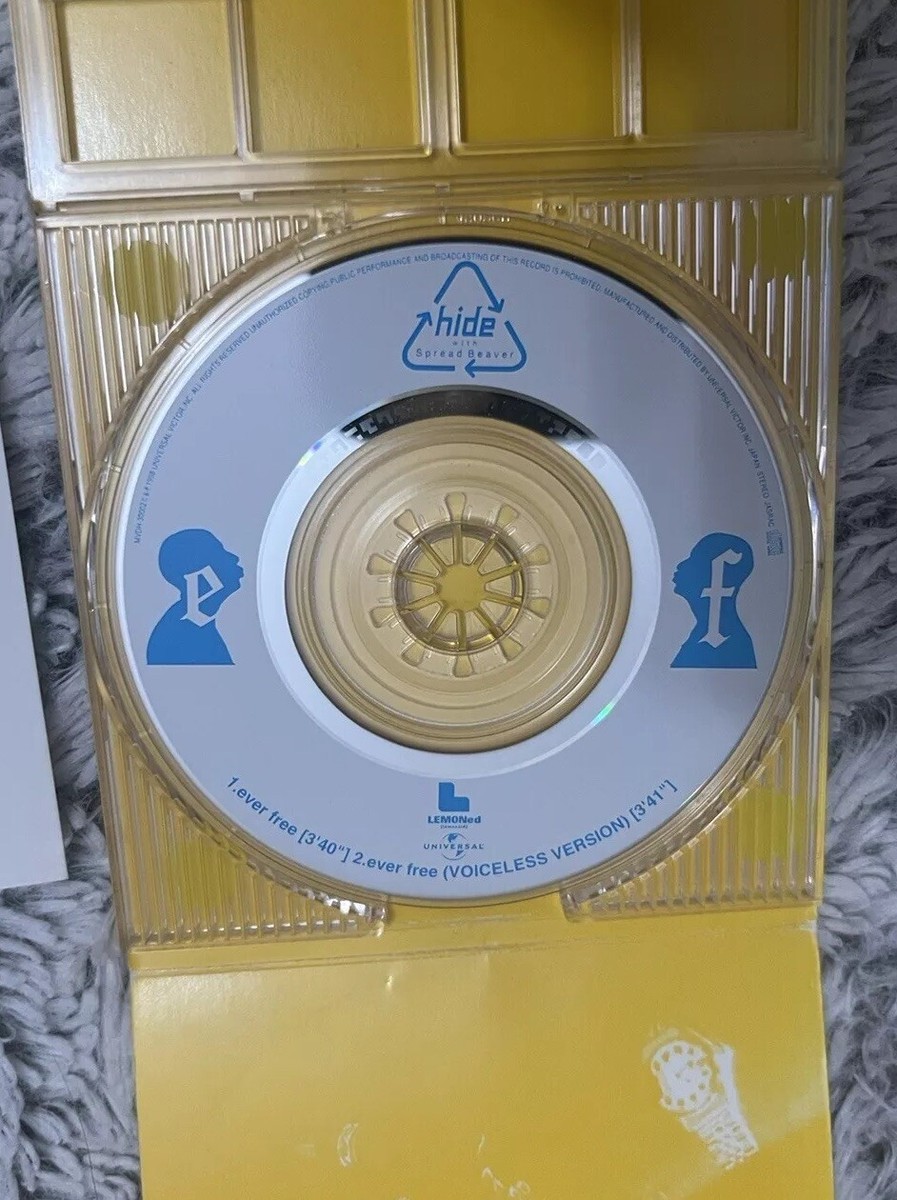 ALL RIGHTS RESERVED UNAUTHORIZED COPYING PUBLIC PERFORMANCE AND BROADCASTING OF THIS RECORD IS PROHIBITED. MANUFACTURED AND DISTRIBUTED BY UNIVERSAL VICTOR INC. JAPAN STEREO JASRAC
hide
with
Spread Beaver
e
f
LEMONed
UNIVERSAL
1.ever free [3'40"] 2.ever free (VOICELESS VERSION) [3'41"]